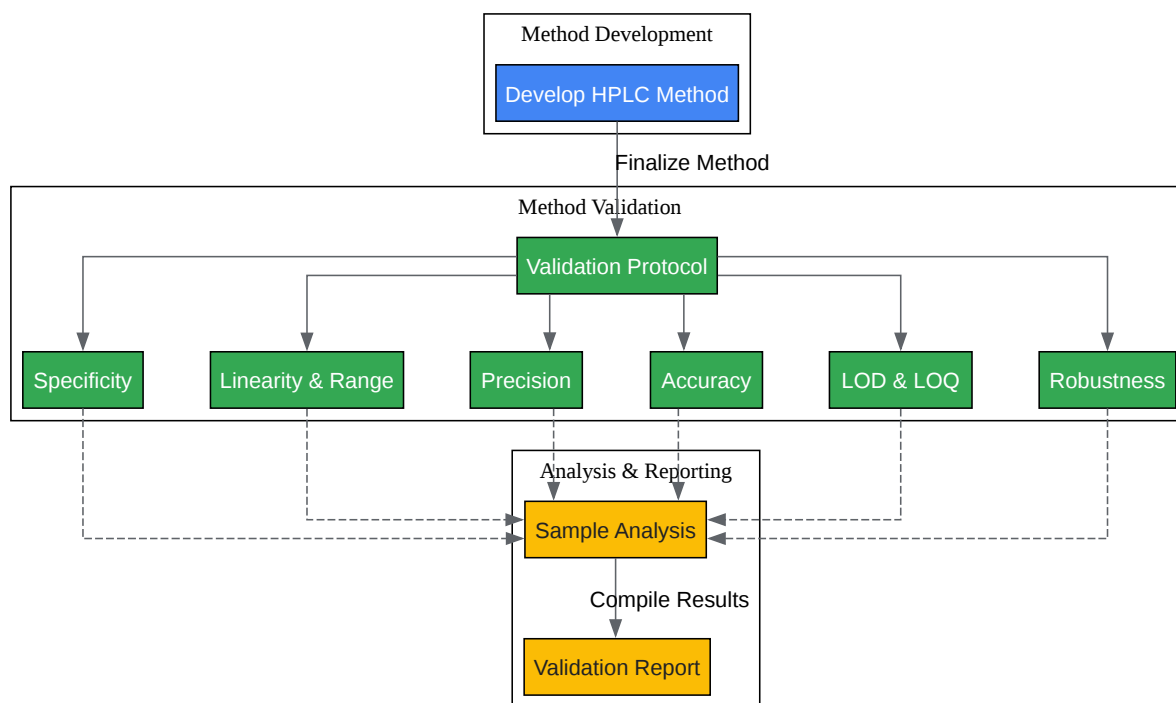 Method Development
Develop HPLC Method
Finalize Method
Method Validation
Validation Protocol
Specificity
Linearity & Range
Precision
Accuracy
LOD & LOQ
Robustness
Analysis & Reporting
Sample Analysis
Compile Results
Validation Report